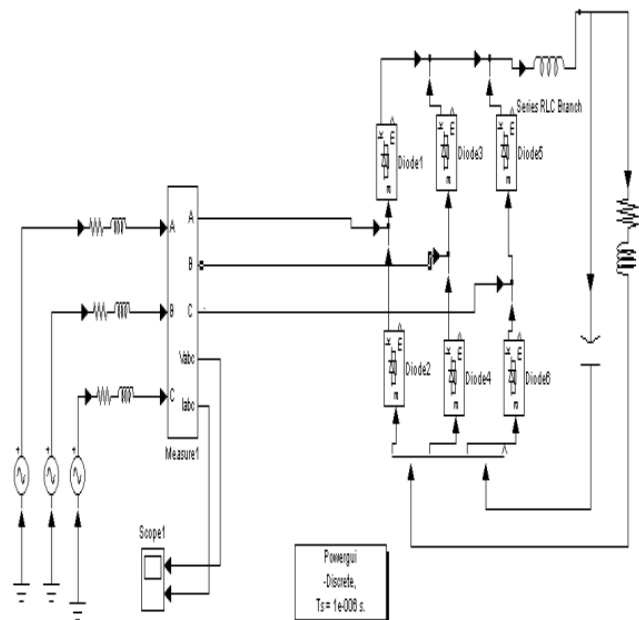 Series RLC Branch
k
m
Diode1
k
m
Diode3
k
m
Diode5
A
A
B
B
C
C
Vabc
Iabc
Measure1
k
m
Diode2
k
m
Diode4
k
m
Diode6
+
+
+
Scope1
Powergui
-Discrete,
Ts = 1e-006 s.